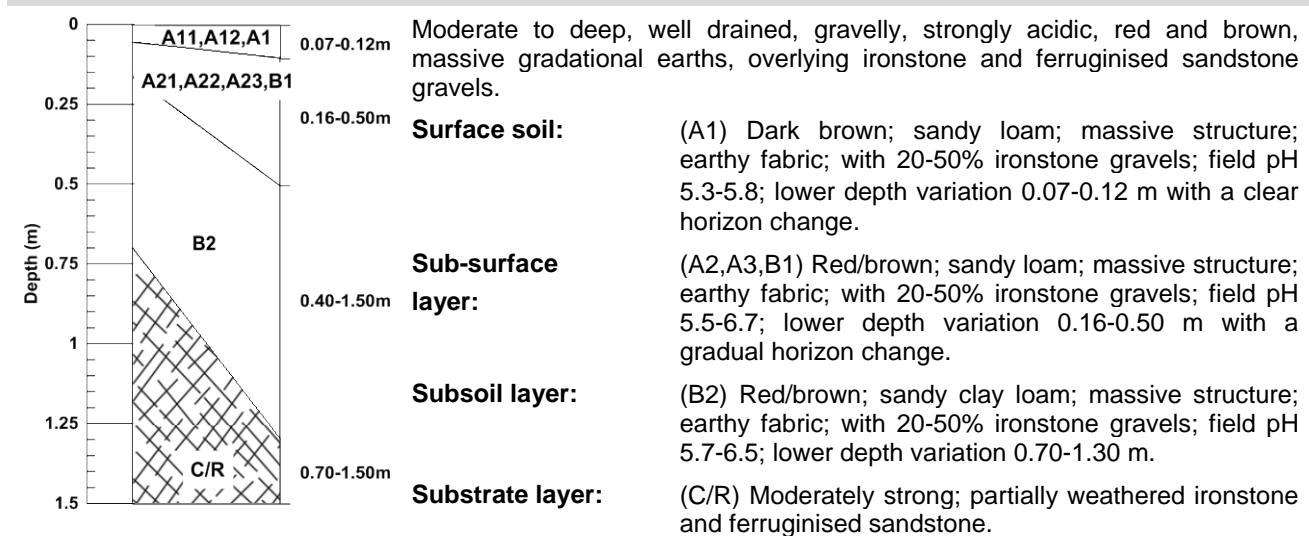 0
0.25
0.5
0.75
1
1.25
1.5
Depth (m)
A11,A12,A1
A21,A22,A23,B1
B2
C/R
0.07-0.12m
0.16-0.50m
0.40-1.50m
0.70-1.50m
Moderate to deep, well drained, gravelly, strongly acidic, red and brown,
massive gradational earths, overlying ironstone and ferruginised sandstone
gravels.
Surface soil:
(A1) Dark brown; sandy loam; massive structure;
earthy fabric; with 20-50% ironstone gravels; field pH
5.3-5.8; lower depth variation 0.07-0.12 m with a clear
horizon change.
Sub-surface
layer:
(A2,A3,B1) Red/brown; sandy loam; massive structure;
earthy fabric; with 20-50% ironstone gravels; field pH
5.5-6.7; lower depth variation 0.16-0.50 m with a
gradual horizon change.
Subsoil layer:
(B2) Red/brown; sandy clay loam; massive structure;
earthy fabric; with 20-50% ironstone gravels; field pH
5.7-6.5; lower depth variation 0.70-1.30 m.
Substrate layer:
(C/R) Moderately strong; partially weathered ironstone
and ferruginised sandstone.